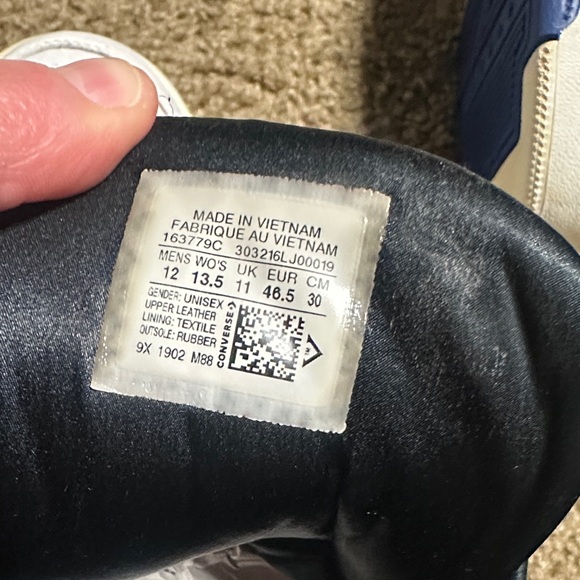 MADE IN VIETNAM
FABRIQUE AU VIETNAM
163779C 303216LJ00019
MENS WO'S UK EUR CM
12 13.5 11 46.5 30
GENDER: UNISEX
UPPER LEATHER
LINING: TEXTILE
OUTSOLE: RUBBER
9X 1902 M88
CONVERSE